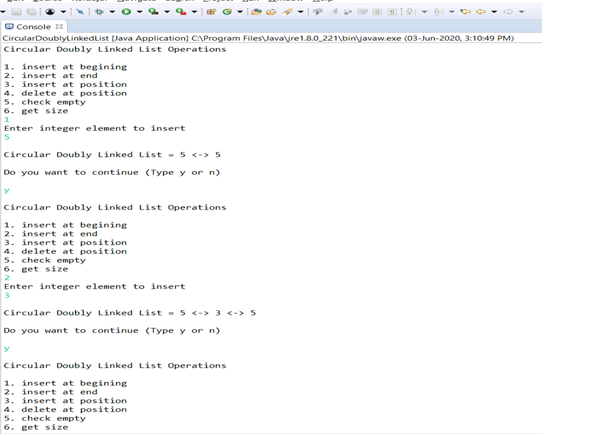 Console
CircularDoublyLinkedList [Java Application] C:\Program Files\Java\jre1.8.0_221\bin\javaw.exe (03-Jun-2020, 3:10:49 PM)
Circular Doubly Linked List Operations
1. insert at begining
2. insert at end
3. insert at position
4. delete at position
5. check empty
6. get size
1
Enter integer element to insert
5
Circular Doubly Linked List = 5 <-> 5
Do you want to continue (Type y or n)
y
Circular Doubly Linked List Operations
1. insert at begining
2. insert at end
3. insert at position
4. delete at position
5. check empty
6. get size
2
Enter integer element to insert
3
Circular Doubly Linked List = 5 <-> 3 <-> 5
Do you want to continue (Type y or n)
y
Circular Doubly Linked List Operations
1. insert at begining
2. insert at end
3. insert at position
4. delete at position
5. check empty
6. get size